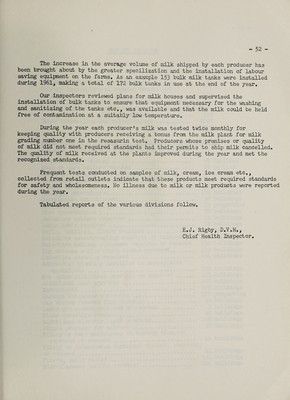 - 52 -
The increase in the average volume of milk shipped by each producer has
been brought about by the greater specilization and the installation of labour
saving equipment on the farms. As an example 153 bulk milk tanks were installed
during 1961, making a total of 172 bulk tanks in use at the end of the year.
Our inspectors reviewed plans for milk houses and supervised the
installation of bulk tanks to ensure that equipment necessary for the washing
and sanitizing of the tanks etc., was available and that the milk could be held
free of contamination at a suitably low temperature.
During the year each producer's milk was tested twice monthly for
keeping quality with producers receiving a bonus from the milk plant for milk
grading number one in the resazurin test. Producers whose premises or quality
of milk did not meet required standards had their permits to ship milk cancelled.
The quality of milk received at the plants improved during the year and met the
recognized standards.
Frequent tests conducted on samples of milk, cream, ice cream etc.,
collected from retail outlets indicate that these products meet required standards
for safety and wholesomeness. No illness due to milk or milk products were reported
during the year.
Tabulated reports of the various divisions follow.
E.J. Rigby, D.V.M.,
Chief Health Inspector.